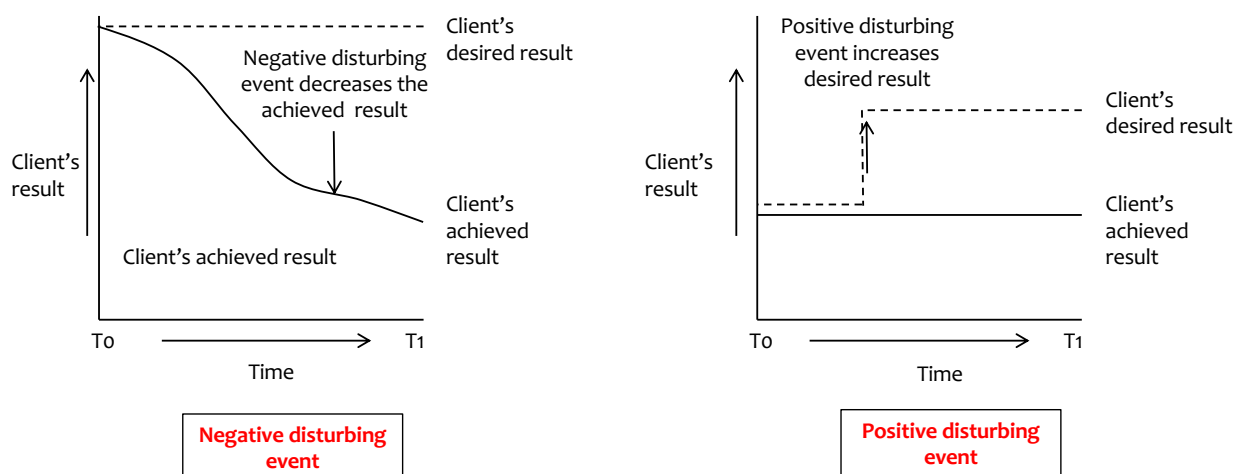 Client's
desired result
Negative disturbing
event decreases the
achieved result
Client's
result
Client's
achieved
result
Client's achieved result
To
T1
Time
Negative disturbing
event
Positive disturbing
event increases
desired result
Client's
desired result
Client's
result
Client's
achieved
result
To
T1
Time
Positive disturbing
event